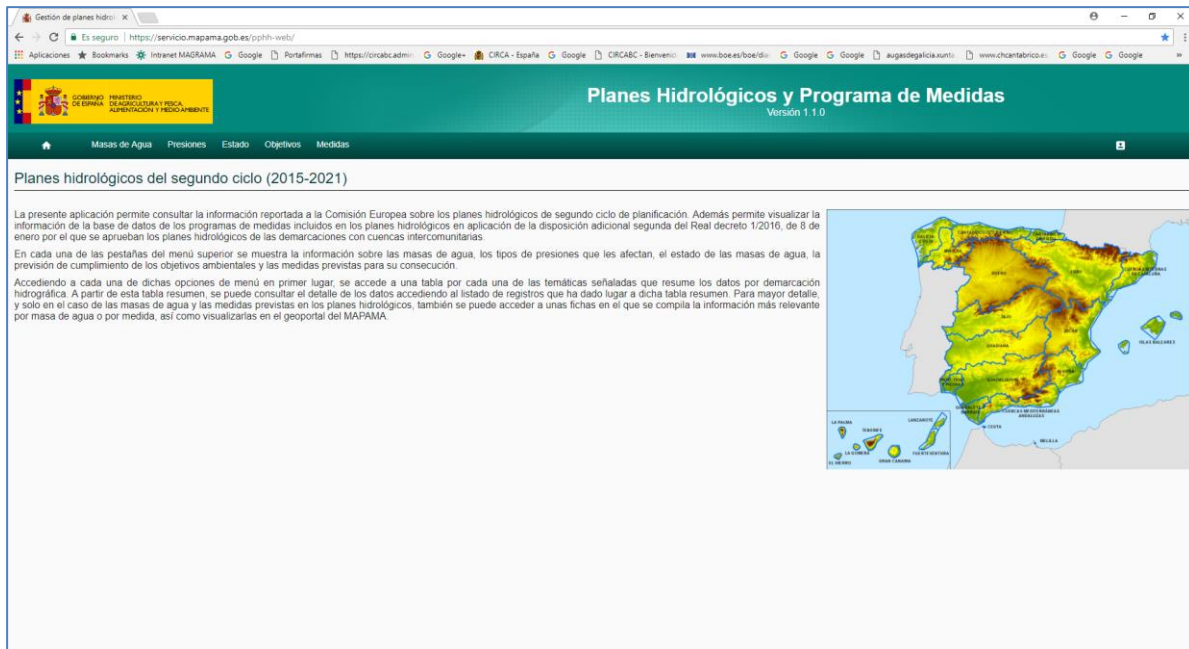 Gestión de planes hidrol
Es seguro | https://servicio.mapama.gob.es/pphh-web/
Aplicaciones Bookmarks Intranet MAGRAMA Google Portafirmas https://circabc.admin Google+ CIRCA - España Google CIRCABC - Bienvenid www.boe.es/boe/dia Google Google augasdegalicia.xunta www.chcantabrico.es Google Google »
GOBIERNO DE ESPAÑA
MINISTERIO DE AGRICULTURA Y PESCA, ALIMENTACIÓN Y MEDIO AMBIENTE
Planes Hidrológicos y Programa de Medidas
Versión 1.1.0
Masas de Agua Presiones Estado Objetivos Medidas
Planes hidrológicos del segundo ciclo (2015-2021)
La presente aplicación permite consultar la información reportada a la Comisión Europea sobre los planes hidrológicos de segundo ciclo de planificación. Además permite visualizar la
información de la base de datos de los programas de medidas incluidos en los planes hidrológicos en aplicación de la disposición adicional segunda del Real decreto 1/2016, de 8 de
enero por el que se aprueban los planes hidrológicos de las demarcaciones con cuencas intercomunitarias.
En cada una de las pestañas del menú superior se muestra la información sobre las masas de agua, los tipos de presiones que les afectan, el estado de las masas de agua, la
previsión de cumplimiento de los objetivos ambientales y las medidas previstas para su consecución.
Accediendo a cada una de dichas opciones de menú en primer lugar, se accede a una tabla por cada una de las temáticas señaladas que resume los datos por demarcación
hidrográfica. A partir de esta tabla resumen, se puede consultar el detalle de los datos accediendo al listado de registros que ha dado lugar a dicha tabla resumen. Para mayor detalle,
y solo en el caso de las masas de agua y las medidas previstas en los planes hidrológicos, también se puede acceder a unas fichas en el que se compila la información más relevante
por masa de agua o por medida, así como visualizarlas en el geoportal del MAPAMA.
DUERO
EBRO
TAJO
GUADIANA
ISLAS BALEARES
CUENCAS MEDITERRÁNEAS
ANDALUZAS
CEUTA
MELILLA
LA PALMA
TENERIFE
LANZAROTE
LA GOMERA
EL HIERRO
GRAN CANARIA
FUERTEVENTURA